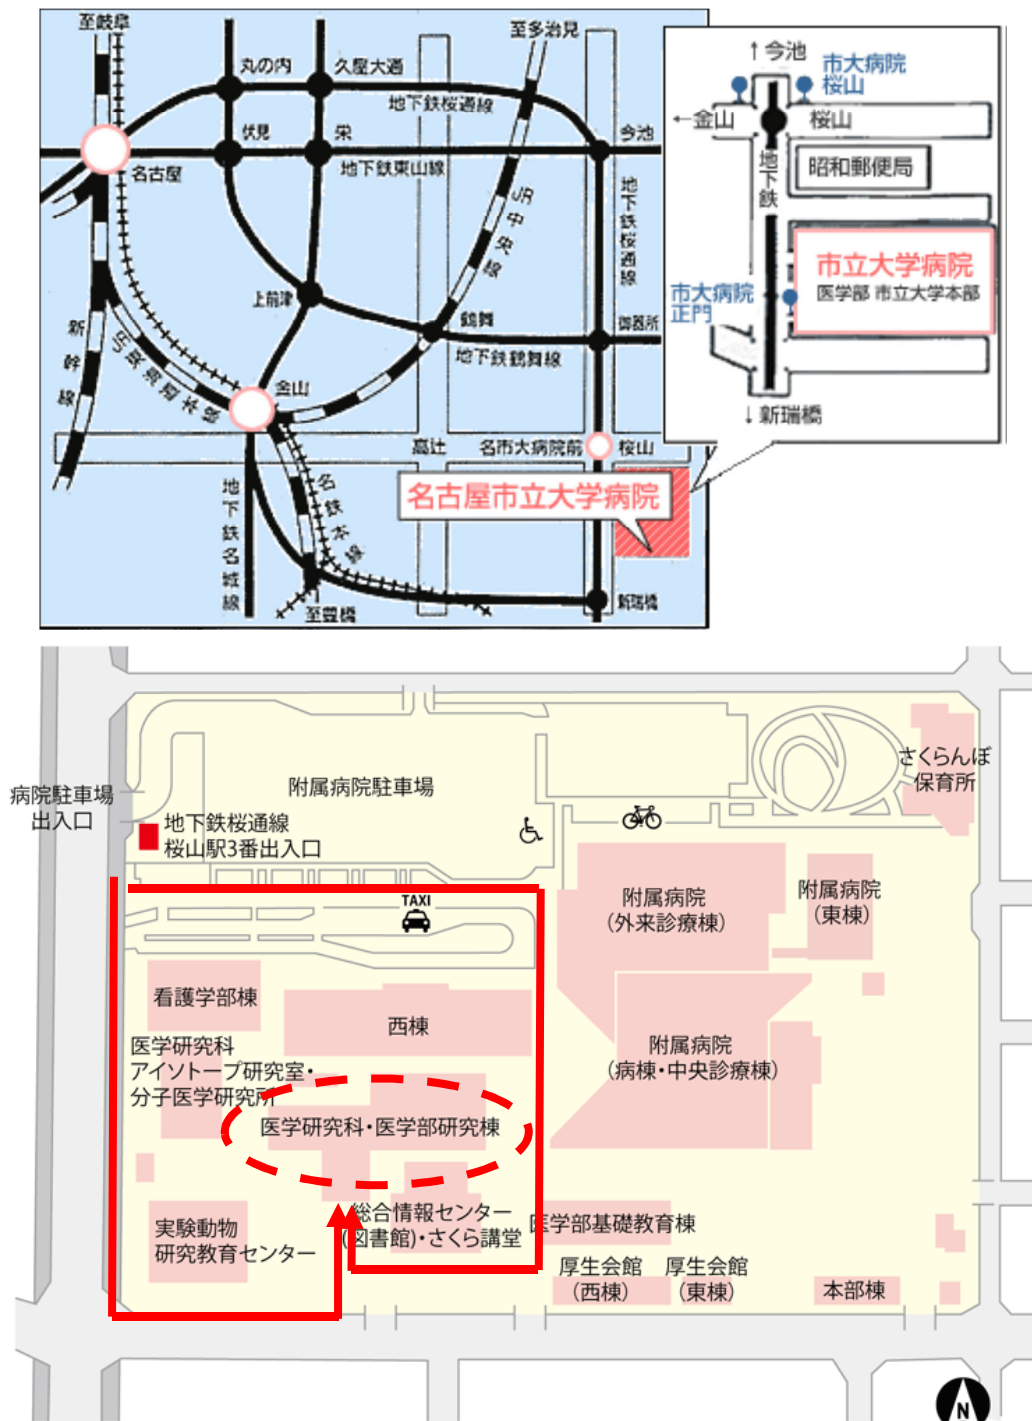 至岐阜
至多治見
丸の内
久屋大通
地下鉄桜通線
伏見
栄
今池
名古屋
地下鉄東山線
JR中央線
地下鉄桜通線
上前津
鶴舞
御器所
地下鉄鶴舞線
新幹線
JR東海道本線
金山
高辻
名市大病院前
桜山
名古屋市立大学病院
地下鉄名城線
名鉄本線
至豊橋
新瑞橋
↑今池
市大病院
桜山
←金山
桜山
地下鉄
昭和郵便局
市立大学病院
医学部 市立大学本部
市大病院
正門
↓新瑞橋
さくらんぼ
保育所
病院駐車場
出入口
附属病院駐車場
地下鉄桜通線
桜山駅3番出入口
TAXI
附属病院
(外来診療棟)
附属病院
(東棟)
看護学部棟
西棟
医学研究科
アイソトープ研究室・
分子医学研究所
附属病院
(病棟・中央診療棟)
医学研究科・医学部研究棟
総合情報センター
(図書館)・さくら講堂
実験動物
研究教育センター
医学部基礎教育棟
厚生会館
(西棟)
厚生会館
(東棟)
本部棟
N